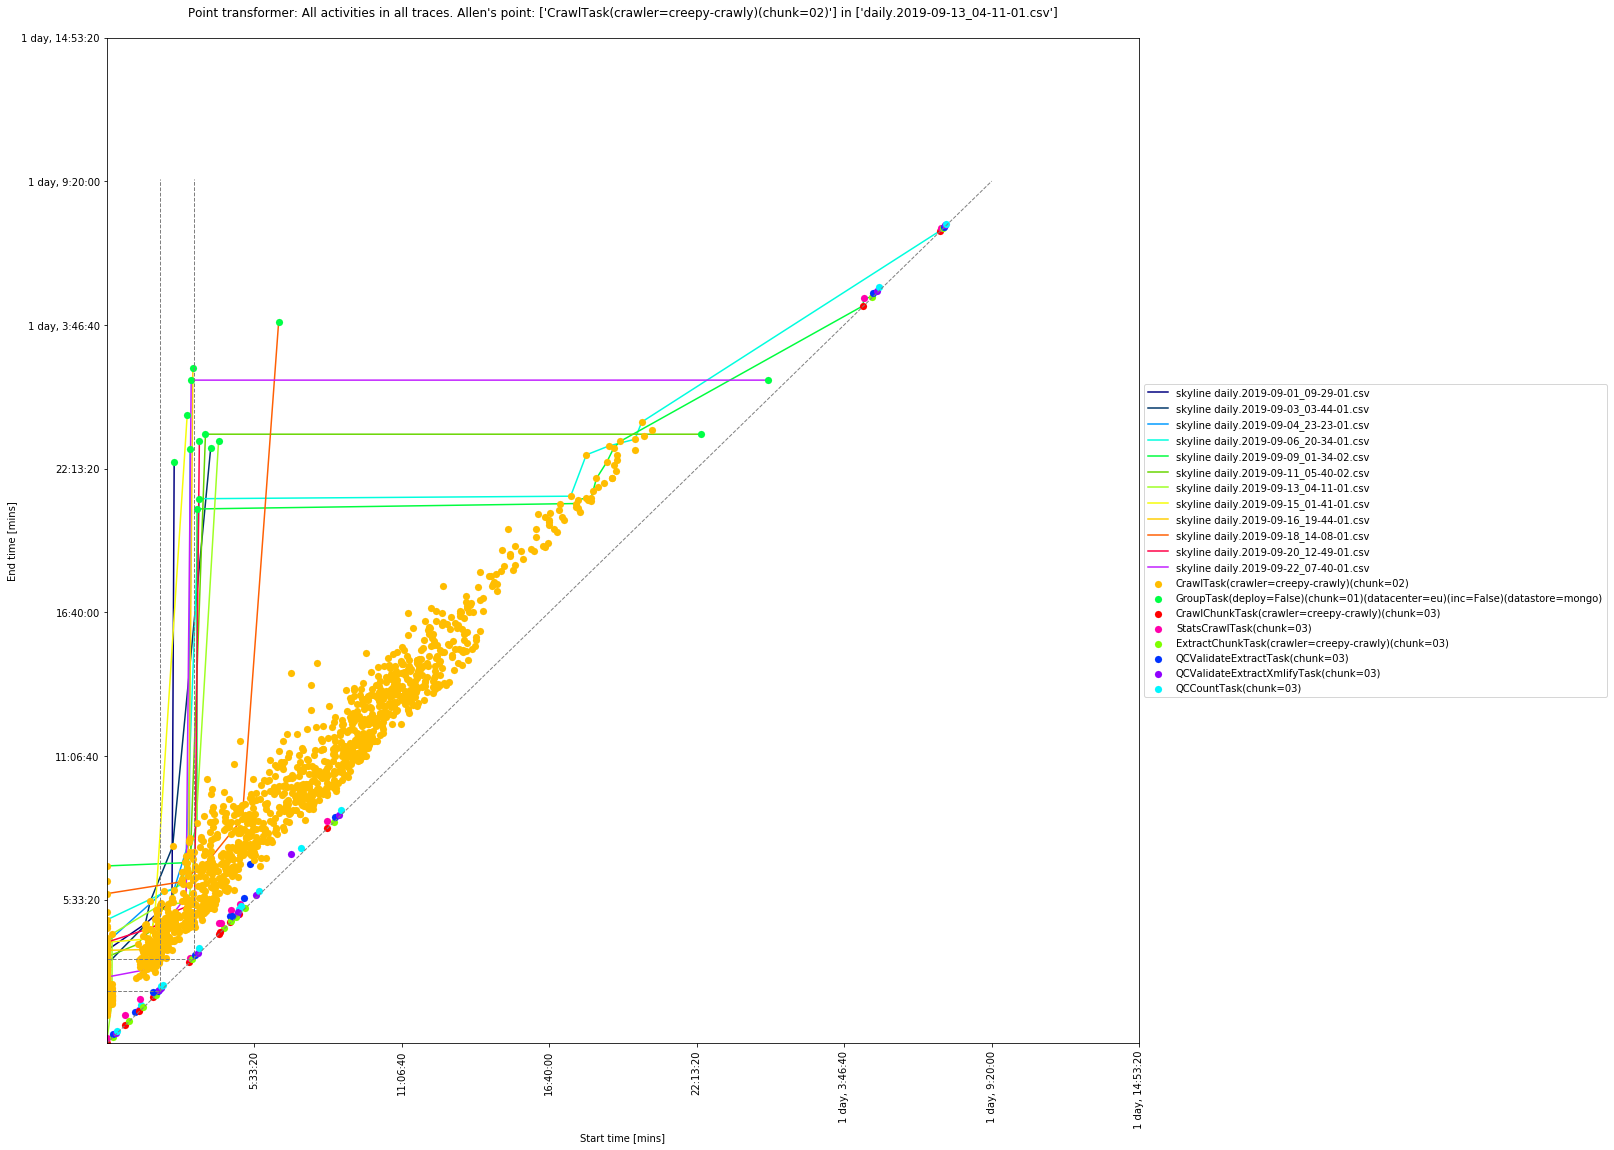 Point transformer: All activities in all traces. Allen's point: ['CrawlTask(crawler=creepy-crawly)(chunk=02)'] in ['daily.2019-09-13_04-11-01.csv']
1 day, 14:53:20
1 day, 9:20:00
1 day, 3:46:40
22:13:20
16:40:00
11:06:40
5:33:20
End time [mins]
5:33:20
11:06:40
16:40:00
22:13:20
1 day, 3:46:40
1 day, 9:20:00
1 day, 14:53:20
Start time [mins]
skyline daily.2019-09-01_09-29-01.csv
skyline daily.2019-09-03_03-44-01.csv
skyline daily.2019-09-04_23-23-01.csv
skyline daily.2019-09-06_20-34-01.csv
skyline daily.2019-09-09_01-34-02.csv
skyline daily.2019-09-11_05-40-02.csv
skyline daily.2019-09-13_04-11-01.csv
skyline daily.2019-09-15_01-41-01.csv
skyline daily.2019-09-16_19-44-01.csv
skyline daily.2019-09-18_14-08-01.csv
skyline daily.2019-09-20_12-49-01.csv
skyline daily.2019-09-22_07-40-01.csv
CrawlTask(crawler=creepy-crawly)(chunk=02)
GroupTask(deploy=False)(chunk=01)(datacenter=eu)(inc=False)(datastore=mongo)
CrawlChunkTask(crawler=creepy-crawly)(chunk=03)
StatsCrawlTask(chunk=03)
ExtractChunkTask(crawler=creepy-crawly)(chunk=03)
QCValidateExtractTask(chunk=03)
QCValidateExtractXmlifyTask(chunk=03)
QCCountTask(chunk=03)